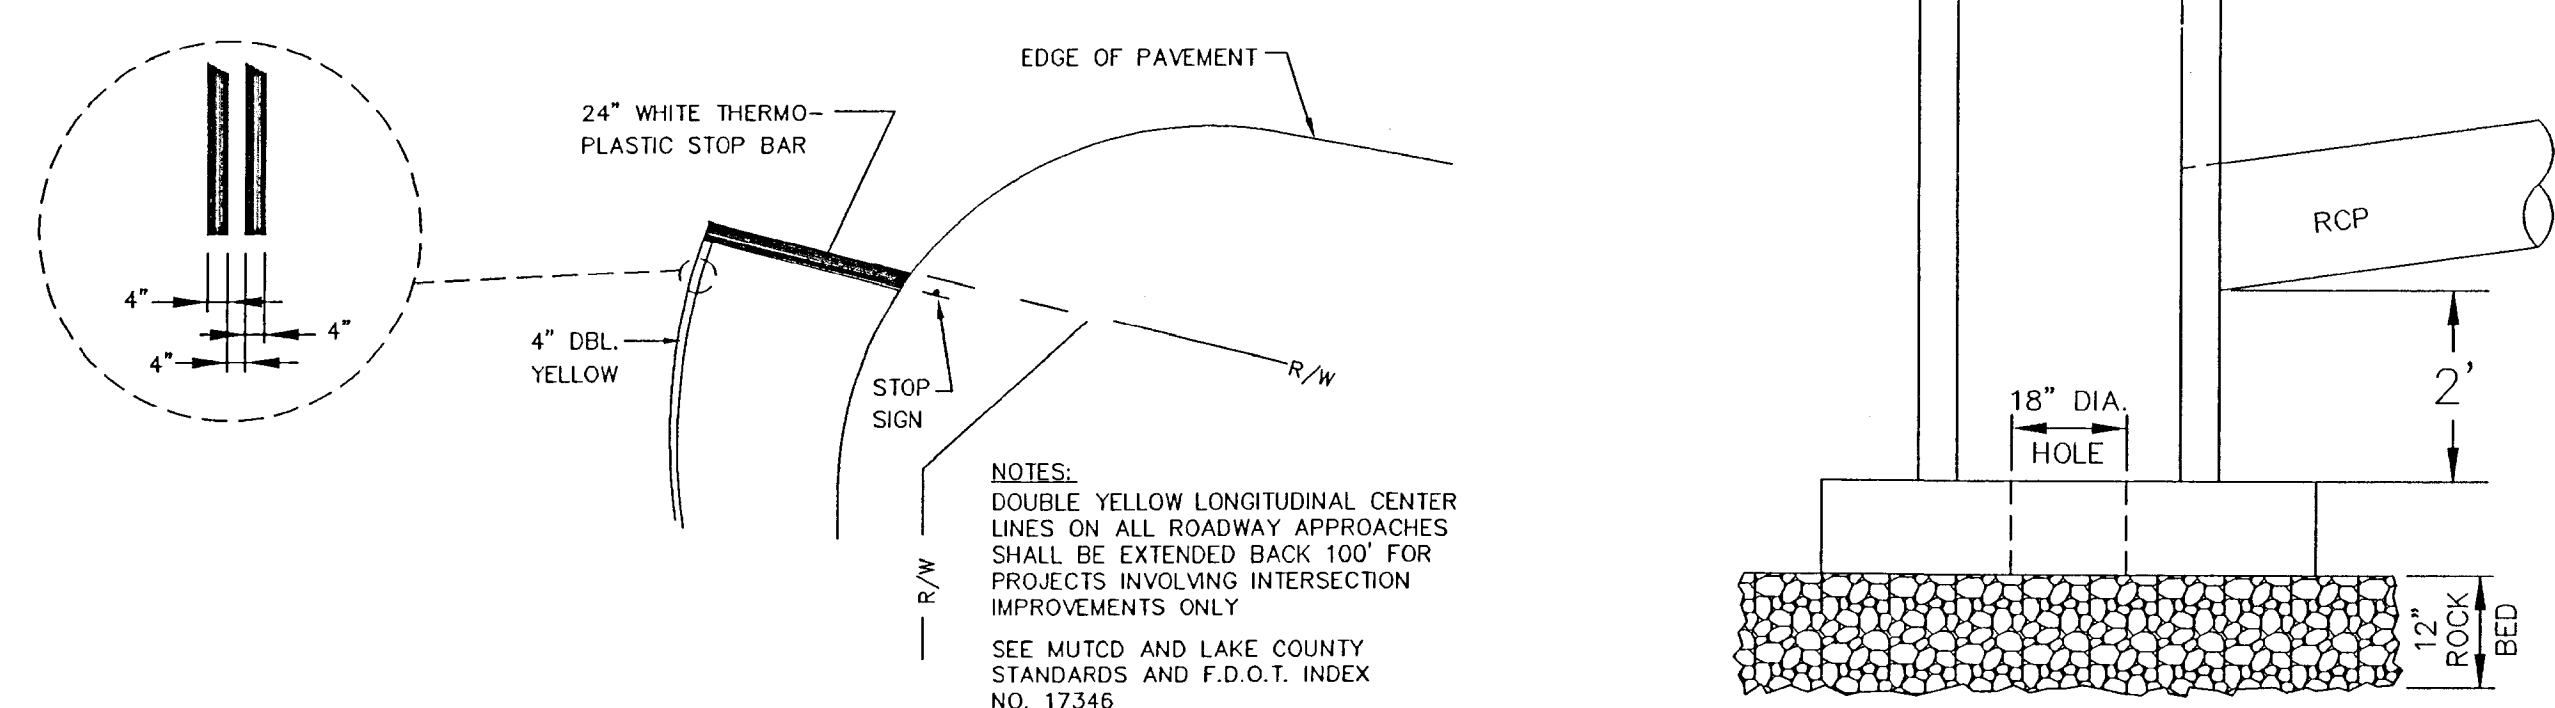 EDGE OF PAVEMENT
24" WHITE THERMO-
PLASTIC STOP BAR
4"
4"
4"
4" DBL.
YELLOW
STOP
SIGN
R/W
R/W
NOTES:
DOUBLE YELLOW LONGITUDINAL CENTER
LINES ON ALL ROADWAY APPROACHES
SHALL BE EXTENDED BACK 100' FOR
PROJECTS INVOLVING INTERSECTION
IMPROVEMENTS ONLY
SEE MUTCD AND LAKE COUNTY
STANDARDS AND F.D.O.T. INDEX
NO. 17346
RCP
2'
18" DIA.
HOLE
12"
ROCK
BED